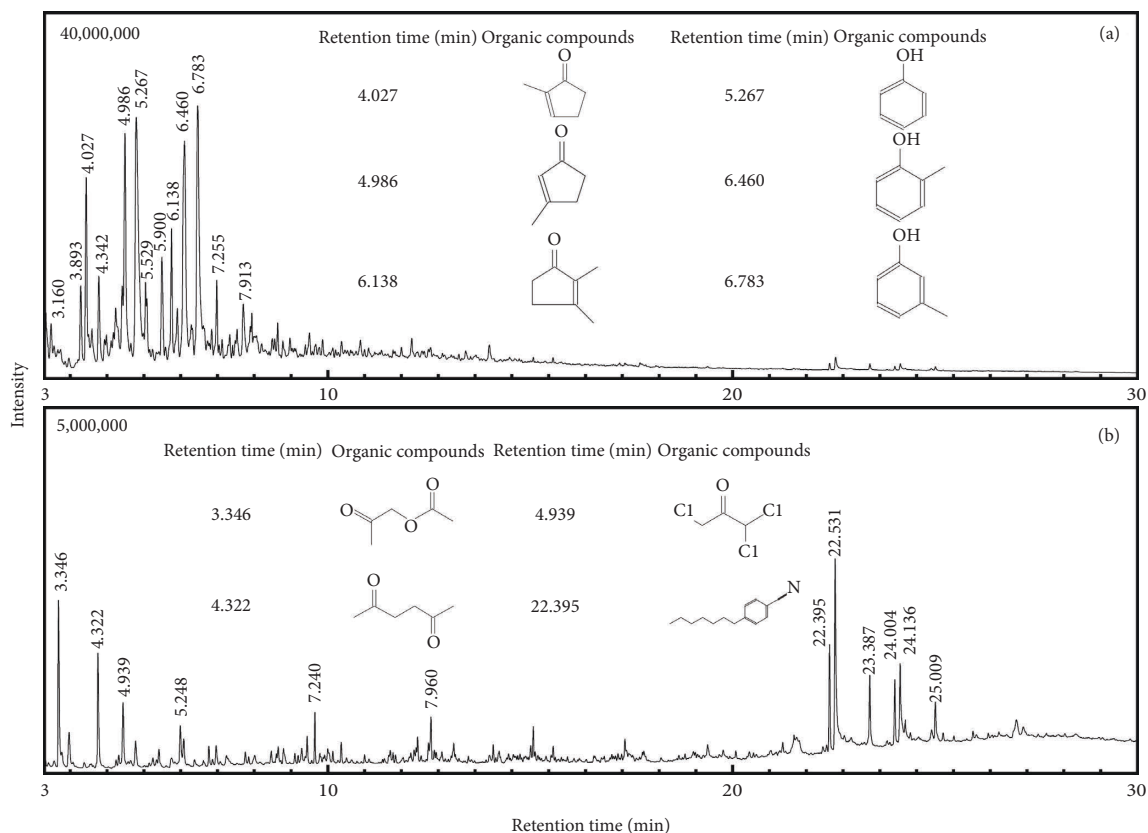 40,000,000
(a)
Retention time (min) Organic compounds
Retention time (min) Organic compounds
4.027
O
5.267
OH
4.986
O
6.460
OH
6.138
O
6.783
OH
3.160
3.893
4.027
4.342
4.986
5.267
5.529
5.900
6.138
6.460
6.783
7.255
7.913
3
10
20
30
Intensity
5,000,000
(b)
Retention time (min) Organic compounds
Retention time (min) Organic compounds
3.346
O
O
O
4.939
O
C1
C1
C1
4.322
O
O
22.395
N
3.346
4.322
4.939
5.248
7.240
7.960
22.395
22.531
23.387
24.004
24.136
25.009
3
10
20
30
Retention time (min)